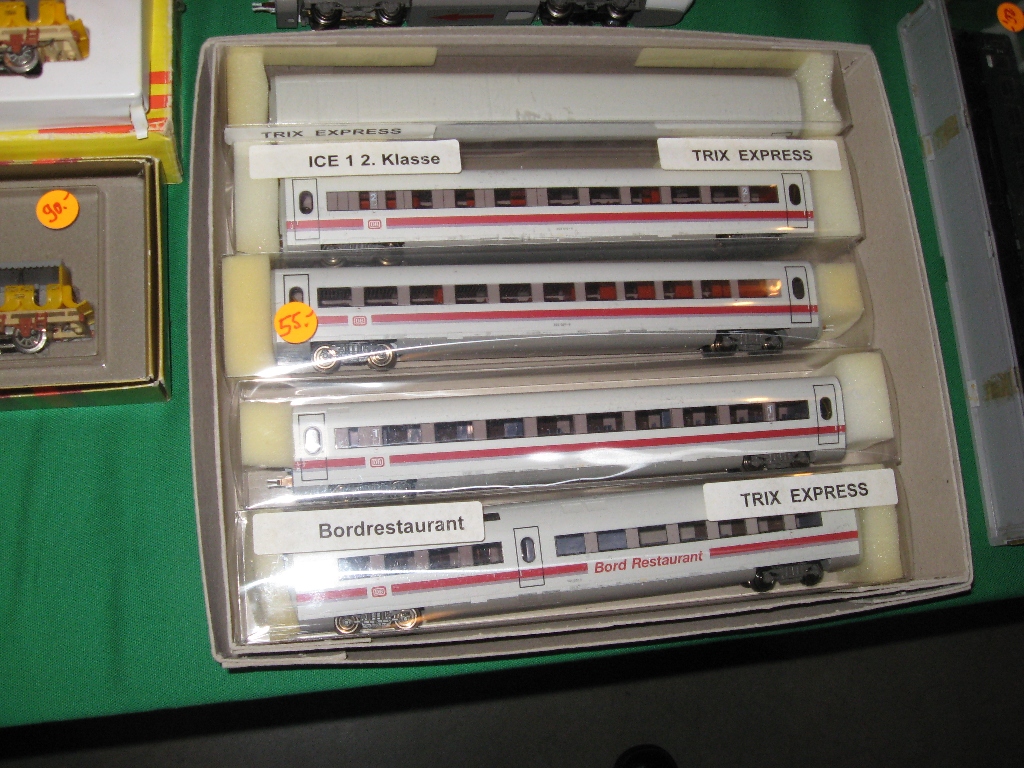 TRIX EXPRESS
ICE 1 2. Klasse
TRIX EXPRESS
90.-
55.-
Bordrestaurant
TRIX EXPRESS
Bord Restaurant